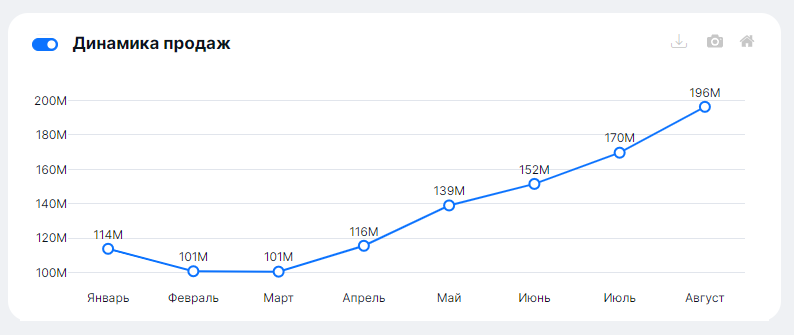 Динамика продаж
200M
180M
160M
140M
120M
100M
114M
101M
101M
116M
139M
152M
170M
196M
Январь
Февраль
Март
Апрель
Май
Июнь
Июль
Август